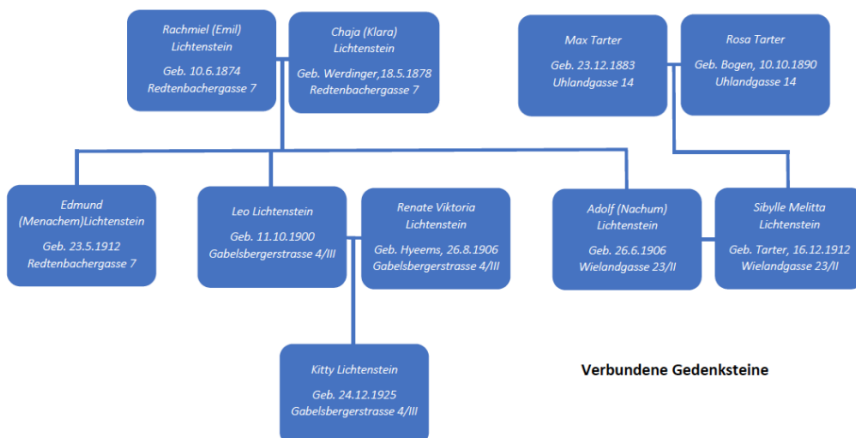 Rachmiel (Emil)
Lichtenstein
Geb. 10.6.1874
Redtenbachergasse 7
Chaja (Klara)
Lichtenstein
Geb. Werdinger,18.5.1878
Redtenbachergasse 7
Max Tarter
Geb. 23.12.1883
Uhlandgasse 14
Rosa Tarter
Geb. Bogen, 10.10.1890
Uhlandgasse 14
Edmund
(Menachem)Lichtenstein
Geb. 23.5.1912
Redtenbachergasse 7
Leo Lichtenstein
Geb. 11.10.1900
Gabelsbergerstrasse 4/III
Renate Viktoria
Lichtenstein
Geb. Hyeems, 26.8.1906
Gabelsbergerstrasse 4/III
Adolf (Nachum)
Lichtenstein
Geb. 26.6.1906
Wielandgasse 23/II
Sibylle Melitta
Lichtenstein
Geb. Tarter, 16.12.1912
Wielandgasse 23/II
Kitty Lichtenstein
Geb. 24.12.1925
Gabelsbergerstrasse 4/III
Verbundene Gedenksteine